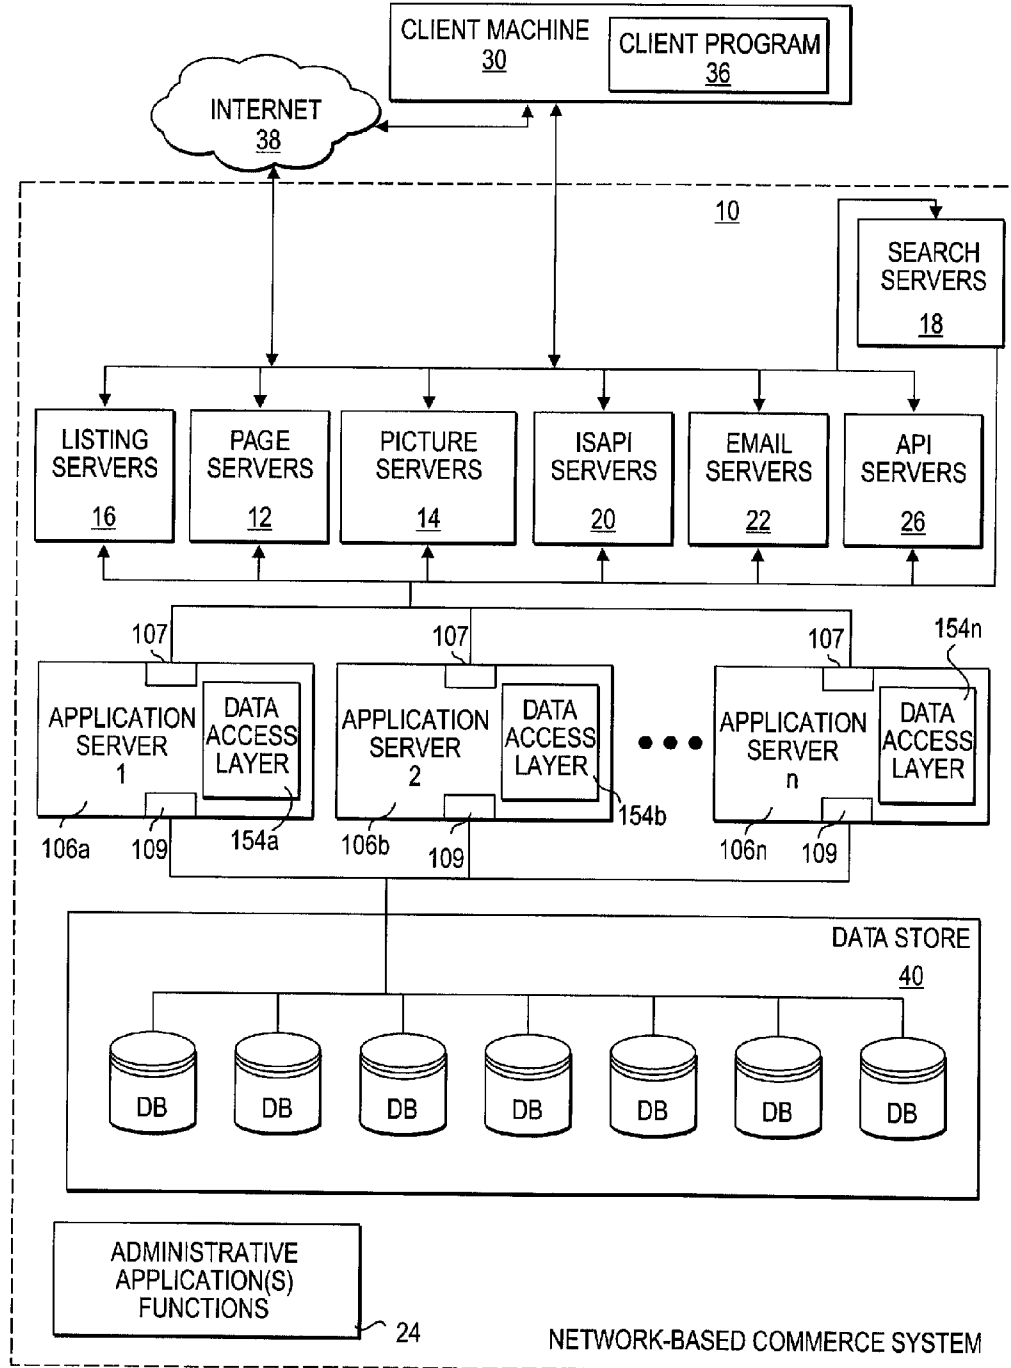 CLIENT MACHINE
30
CLIENT PROGRAM
36
INTERNET
38
10
SEARCH
SERVERS
18
LISTING
SERVERS
16
PAGE
SERVERS
12
PICTURE
SERVERS
14
ISAPI
SERVERS
20
EMAIL
SERVERS
22
API
SERVERS
26
107
107
107
154n
APPLICATION
SERVER
1
DATA
ACCESS
LAYER
APPLICATION
SERVER
2
DATA
ACCESS
LAYER
APPLICATION
SERVER
n
DATA
ACCESS
LAYER
106a
109
154a
106b
109
154b
106n
109
DATA STORE
40
DB
DB
DB
DB
DB
DB
DB
ADMINISTRATIVE
APPLICATION(S)
FUNCTIONS
24
NETWORK-BASED COMMERCE SYSTEM